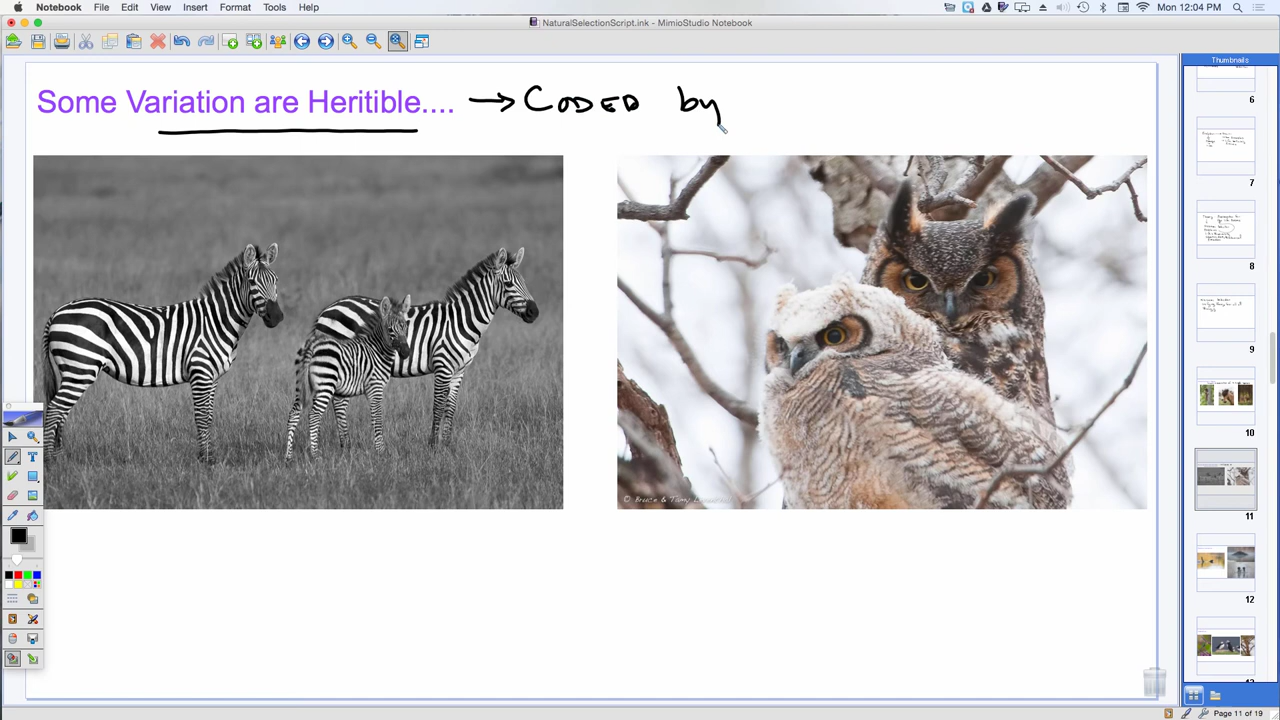 Notebook File Edit View Insert Format Tools Help Mon 12:04 PM
NaturalSelectionScript.ink - MimioStudio Notebook
Thumbnails
Some Variation are Heritible.... → CODED by
6
7
8
9
10
11
12
©
Page 11 of 19